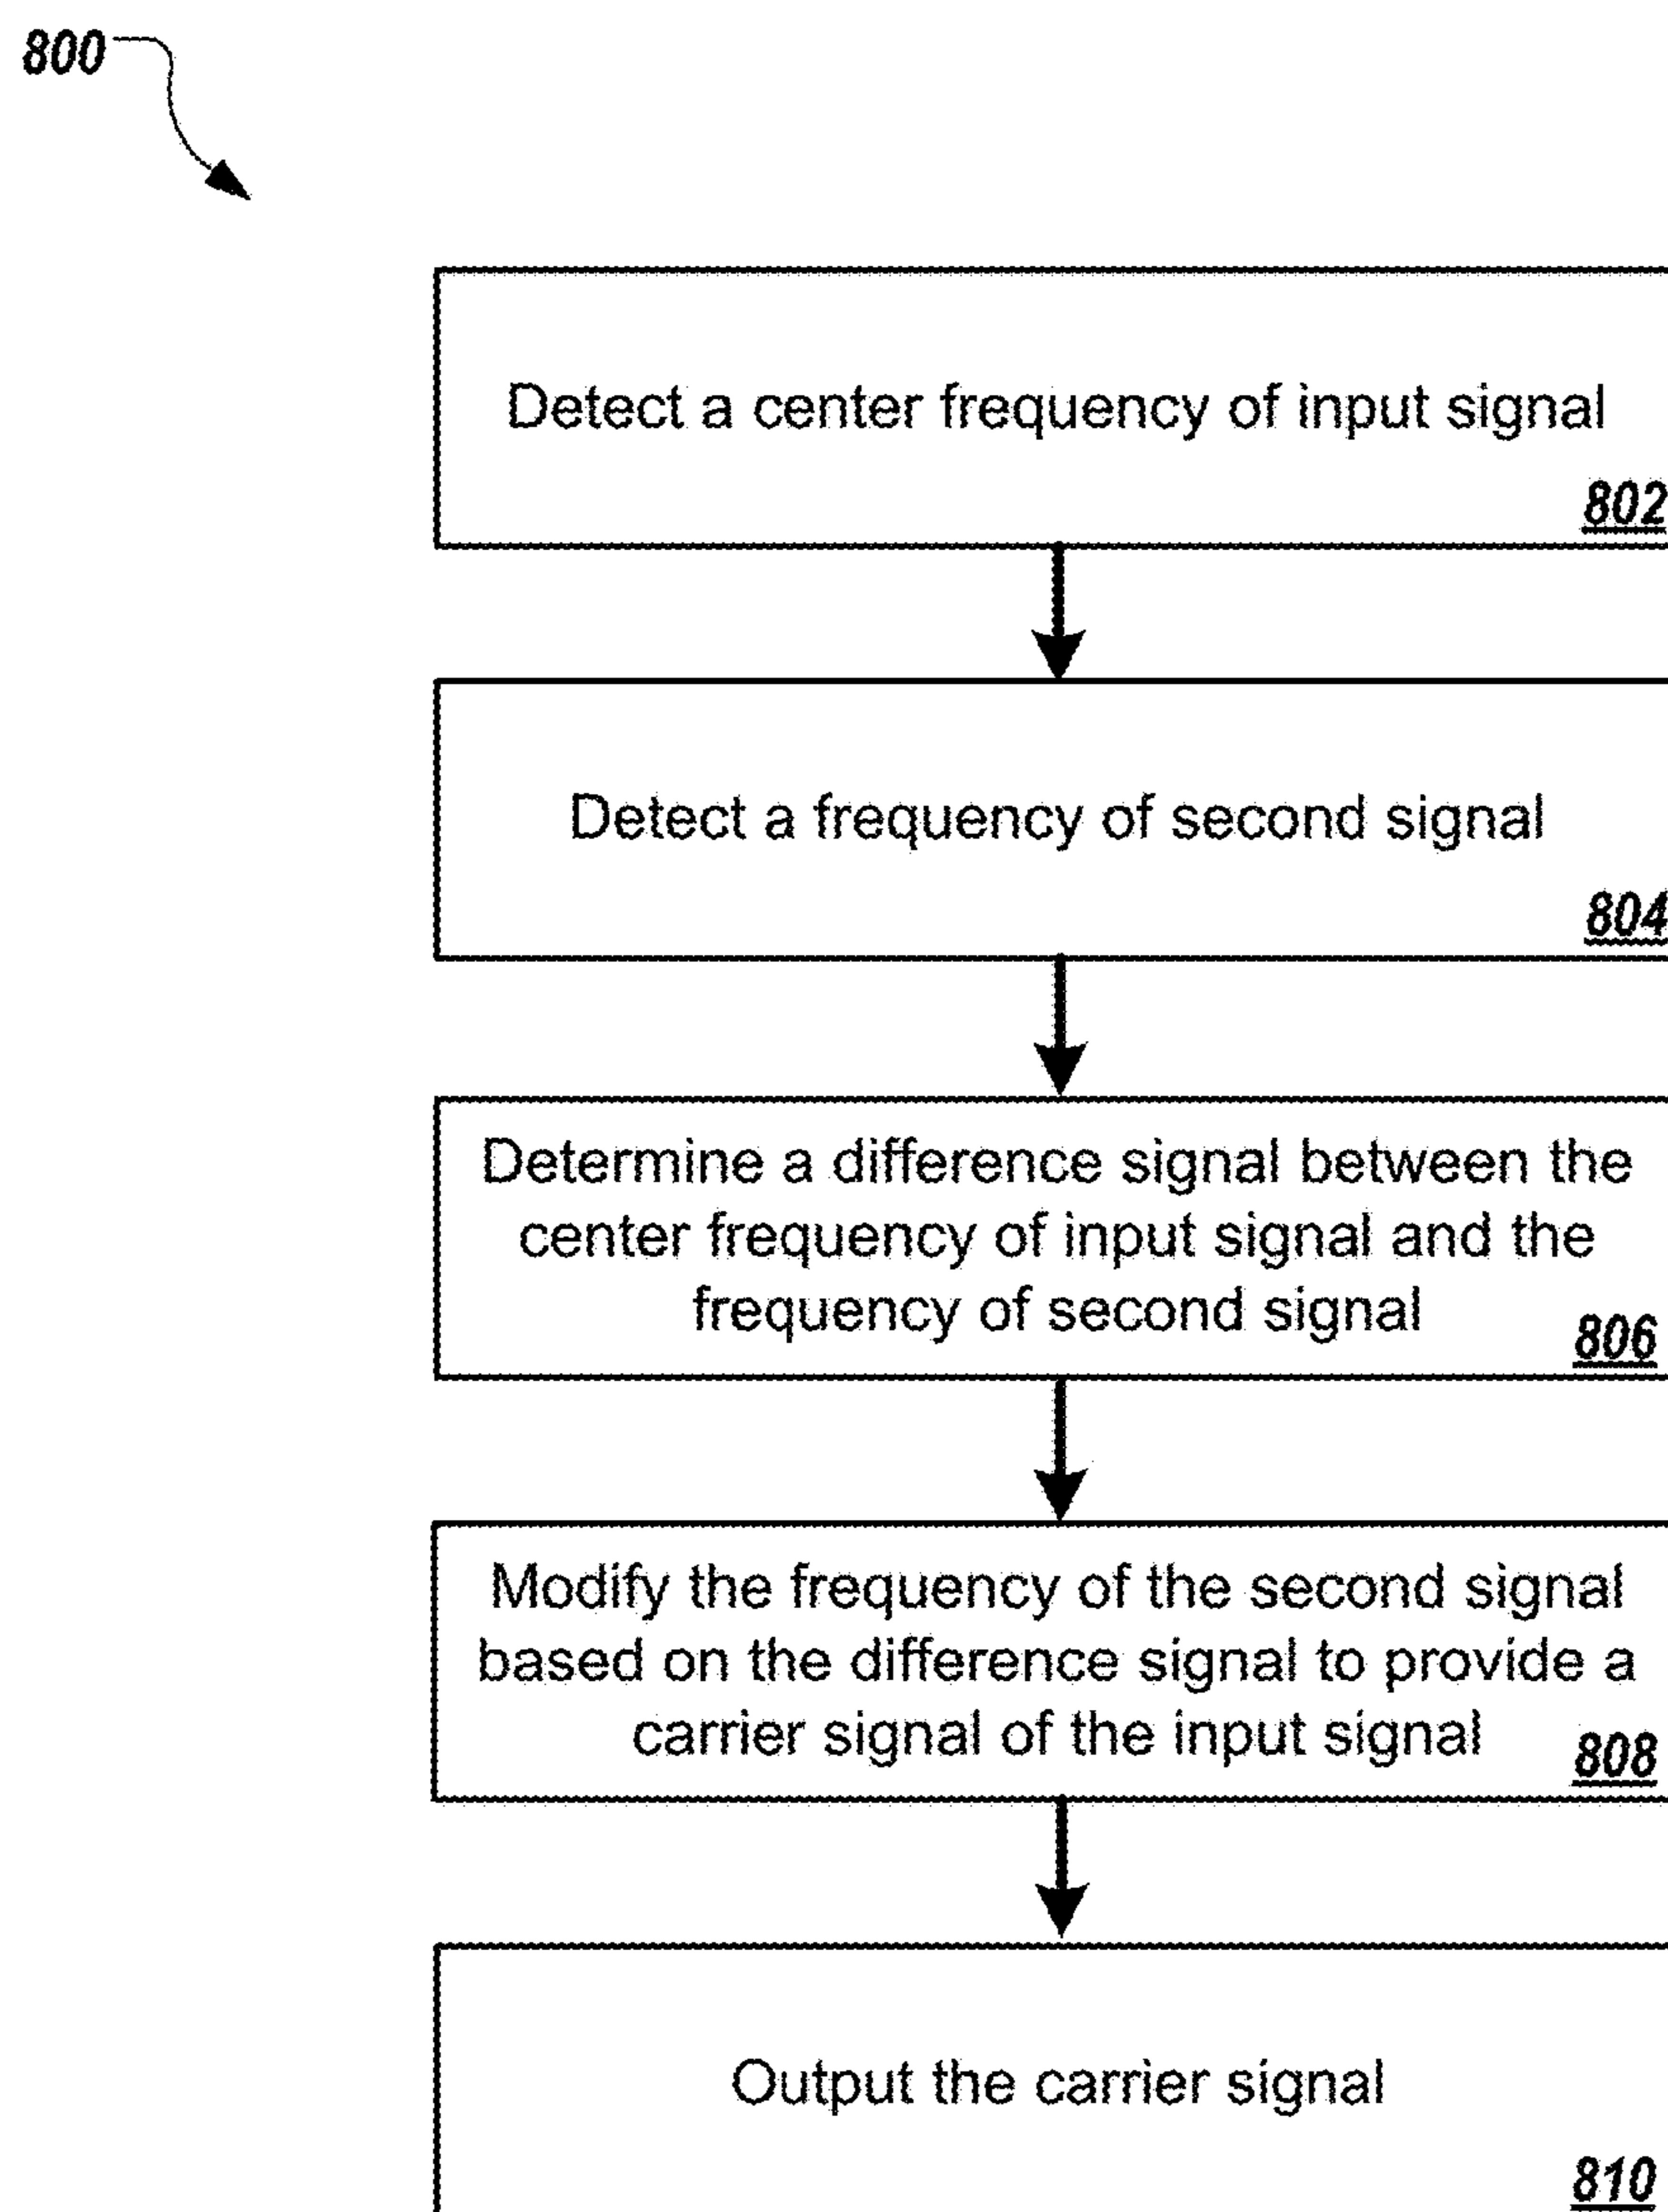 800
Detect a center frequency of input signal
802
Detect a frequency of second signal
804
Determine a difference signal between the
center frequency of input signal and the
frequency of second signal
806
Modify the frequency of the second signal
based on the difference signal to provide a
carrier signal of the input signal
808
Output the carrier signal
810